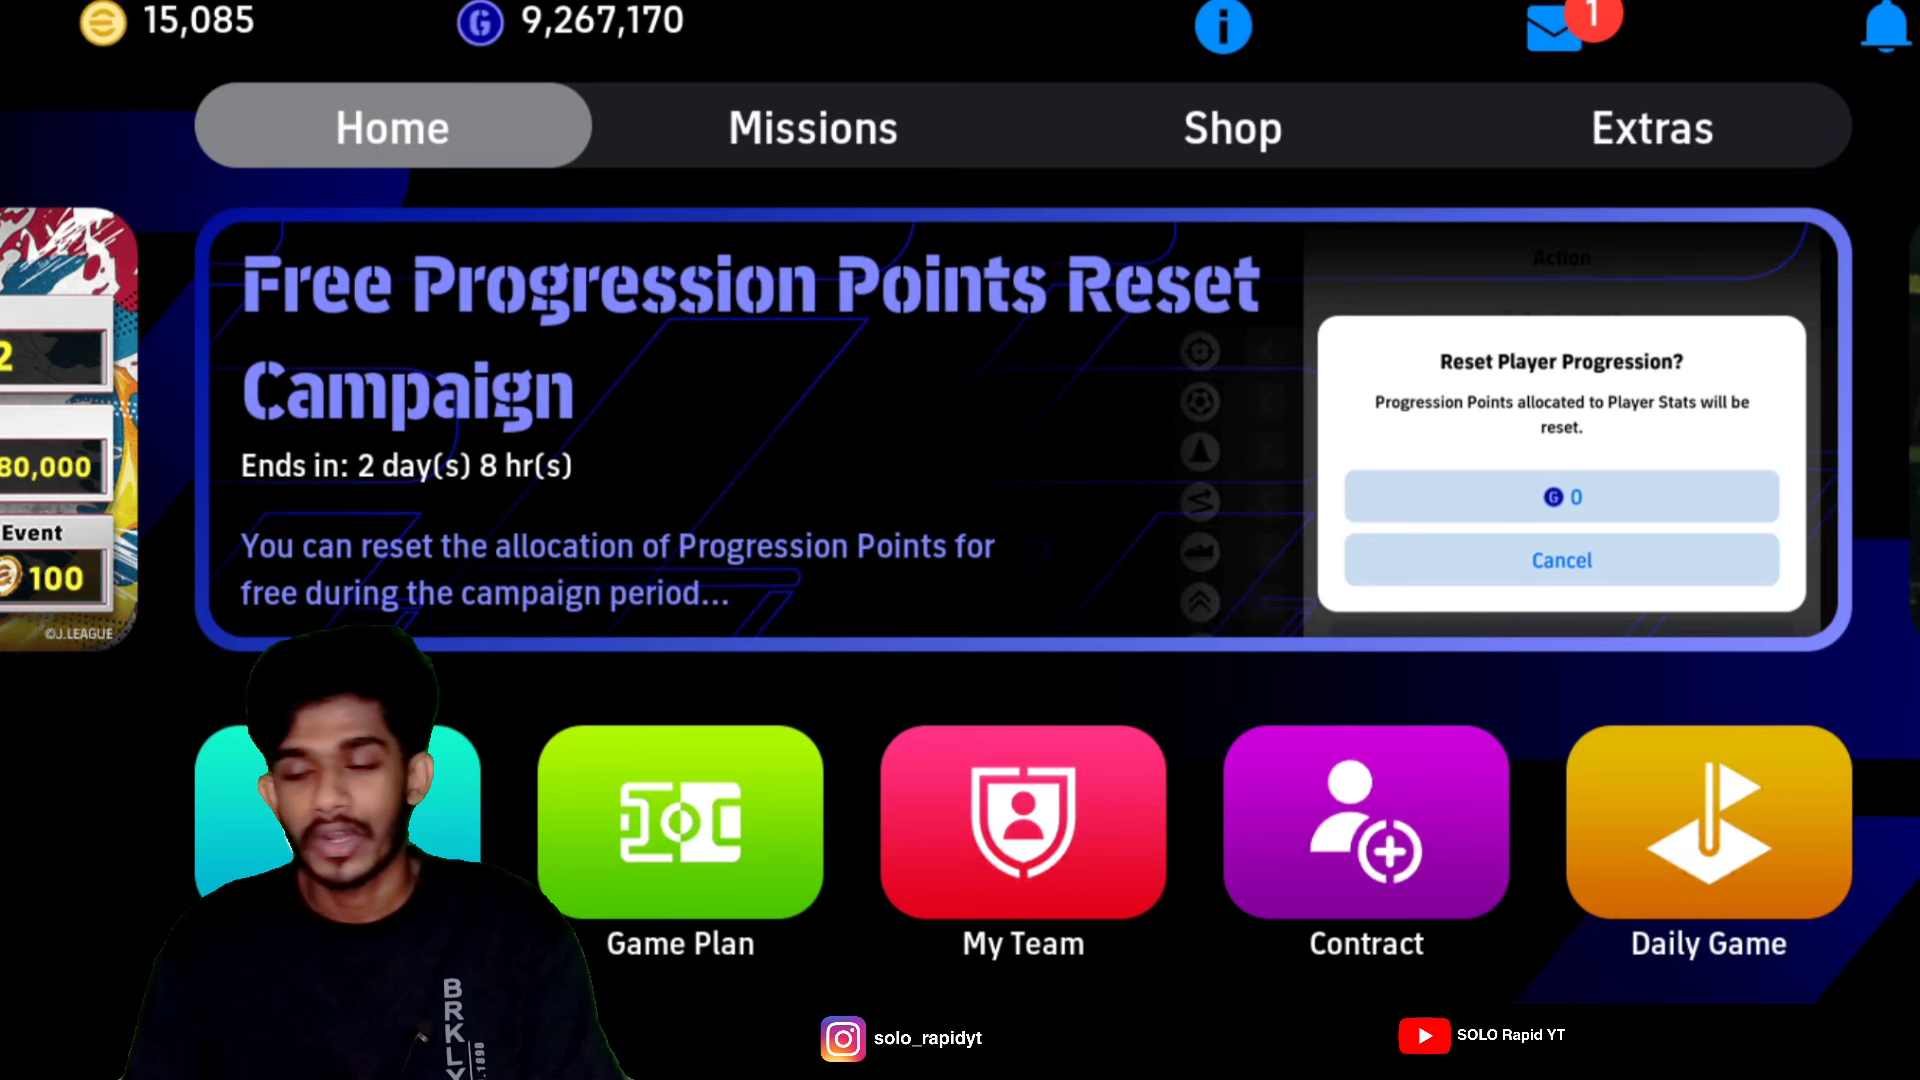 15,085
9,267,170
1
Home
Missions
Shop
Extras
Free Progression Points Reset
Campaign
Ends in: 2 day(s) 8 hr(s)
You can reset the allocation of Progression Points for
free during the campaign period...
Action
Reset Player Progression?
Progression Points allocated to Player Stats will be
reset.
G 0
Cancel
2
80,000
Event
100
©J.LEAGUE
Game Plan
My Team
Contract
Daily Game
BRKLY
.1898
solo_rapidyt
SOLO Rapid YT